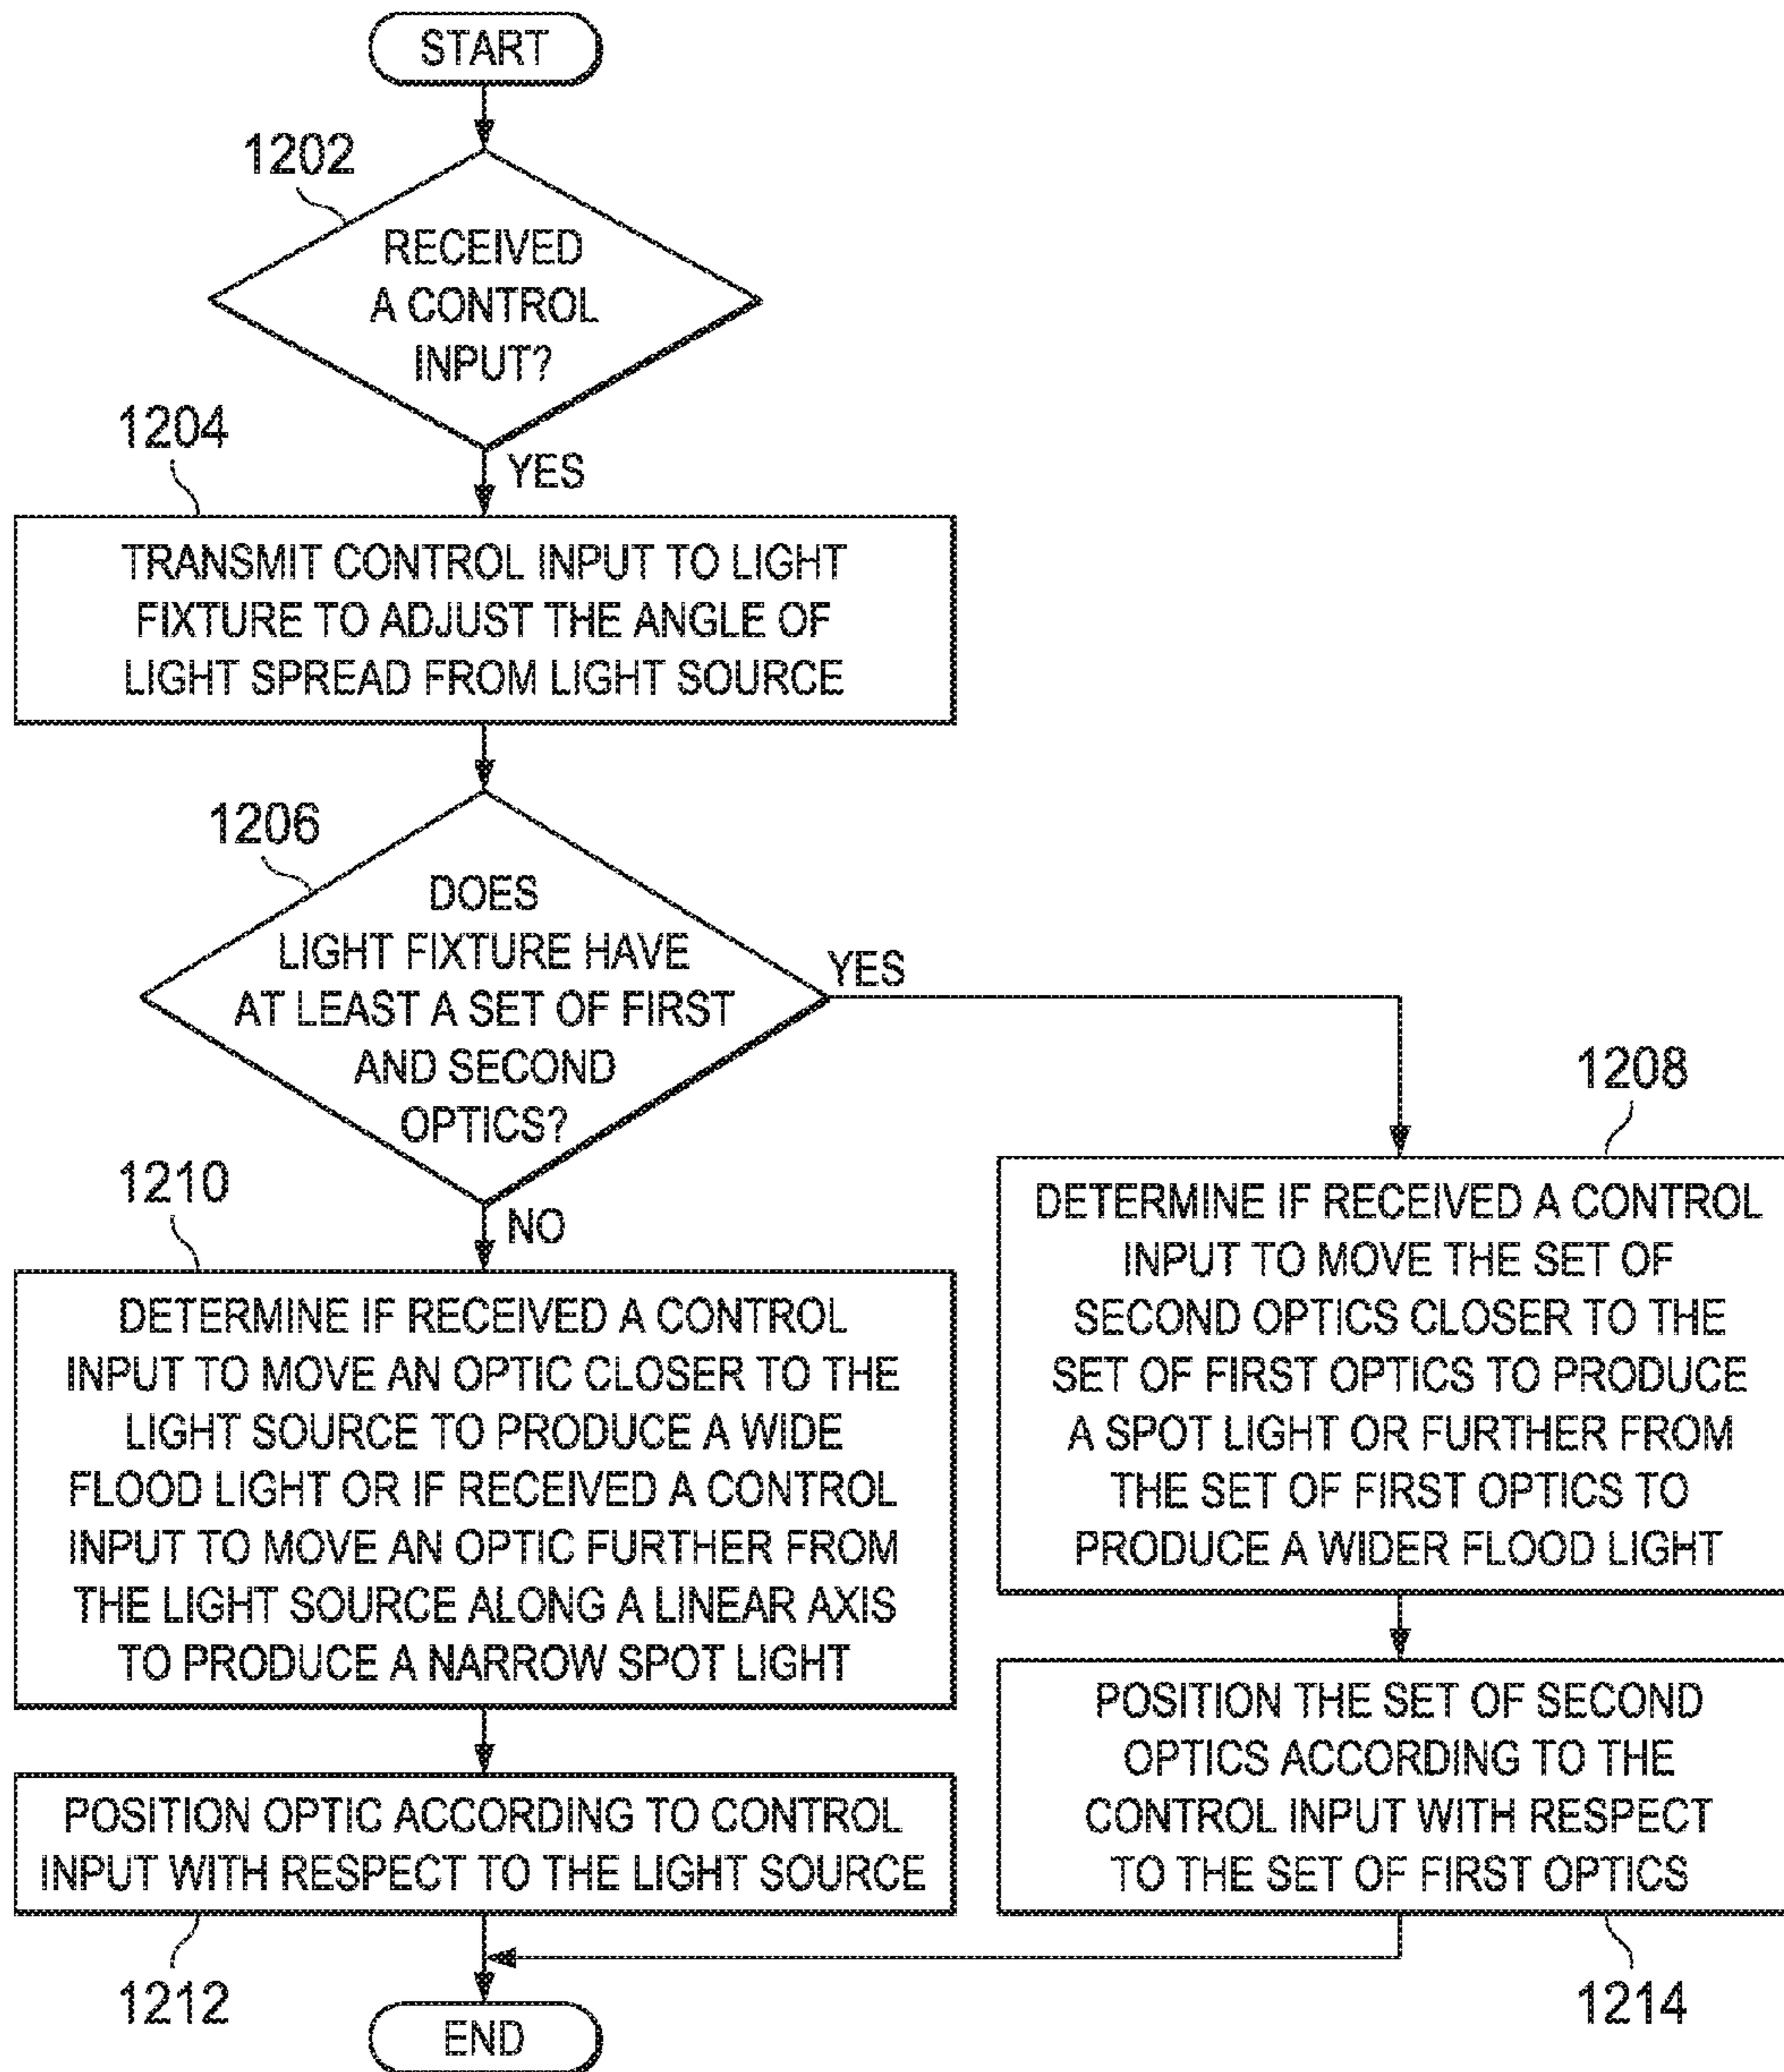 START
1202
RECEIVED
A CONTROL
INPUT?
YES
1204
TRANSMIT CONTROL INPUT TO LIGHT
FIXTURE TO ADJUST THE ANGLE OF
LIGHT SPREAD FROM LIGHT SOURCE
1206
DOES
LIGHT FIXTURE HAVE
AT LEAST A SET OF FIRST
AND SECOND
OPTICS?
YES
NO
1210
DETERMINE IF RECEIVED A CONTROL
INPUT TO MOVE AN OPTIC CLOSER TO THE
LIGHT SOURCE TO PRODUCE A WIDE
FLOOD LIGHT OR IF RECEIVED A CONTROL
INPUT TO MOVE AN OPTIC FURTHER FROM
THE LIGHT SOURCE ALONG A LINEAR AXIS
TO PRODUCE A NARROW SPOT LIGHT
POSITION OPTIC ACCORDING TO CONTROL
INPUT WITH RESPECT TO THE LIGHT SOURCE
1212
1208
DETERMINE IF RECEIVED A CONTROL
INPUT TO MOVE THE SET OF
SECOND OPTICS CLOSER TO THE
SET OF FIRST OPTICS TO PRODUCE
A SPOT LIGHT OR FURTHER FROM
THE SET OF FIRST OPTICS TO
PRODUCE A WIDER FLOOD LIGHT
POSITION THE SET OF SECOND
OPTICS ACCORDING TO THE
CONTROL INPUT WITH RESPECT
TO THE SET OF FIRST OPTICS
1214
END